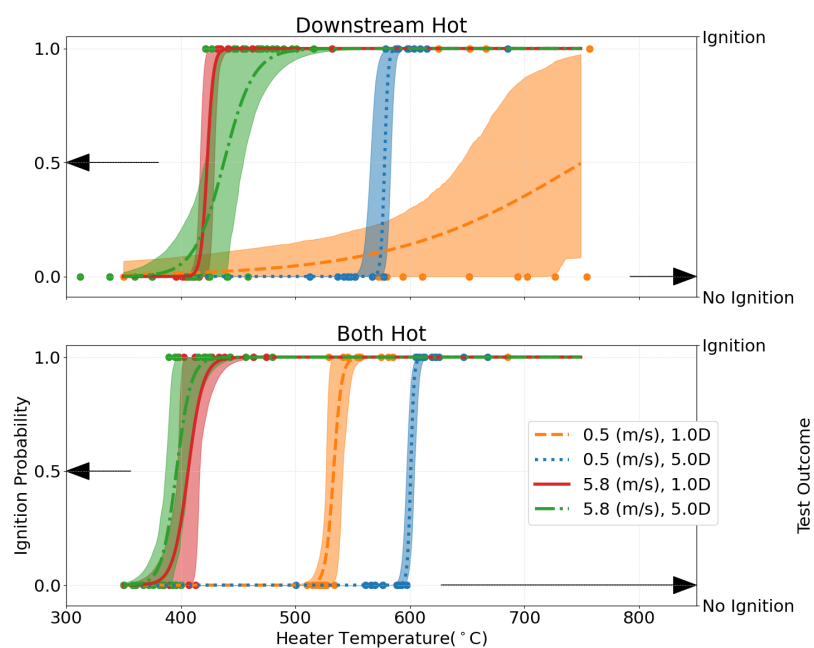 Downstream Hot
1.0
0.5
0.0
Ignition
No Ignition
Both Hot
1.0
0.5
0.0
Ignition
No Ignition
0.5 (m/s), 1.0D
0.5 (m/s), 5.0D
5.8 (m/s), 1.0D
5.8 (m/s), 5.0D
Ignition Probability
Test Outcome
300 400 500 600 700 800
Heater Temperature(°C)